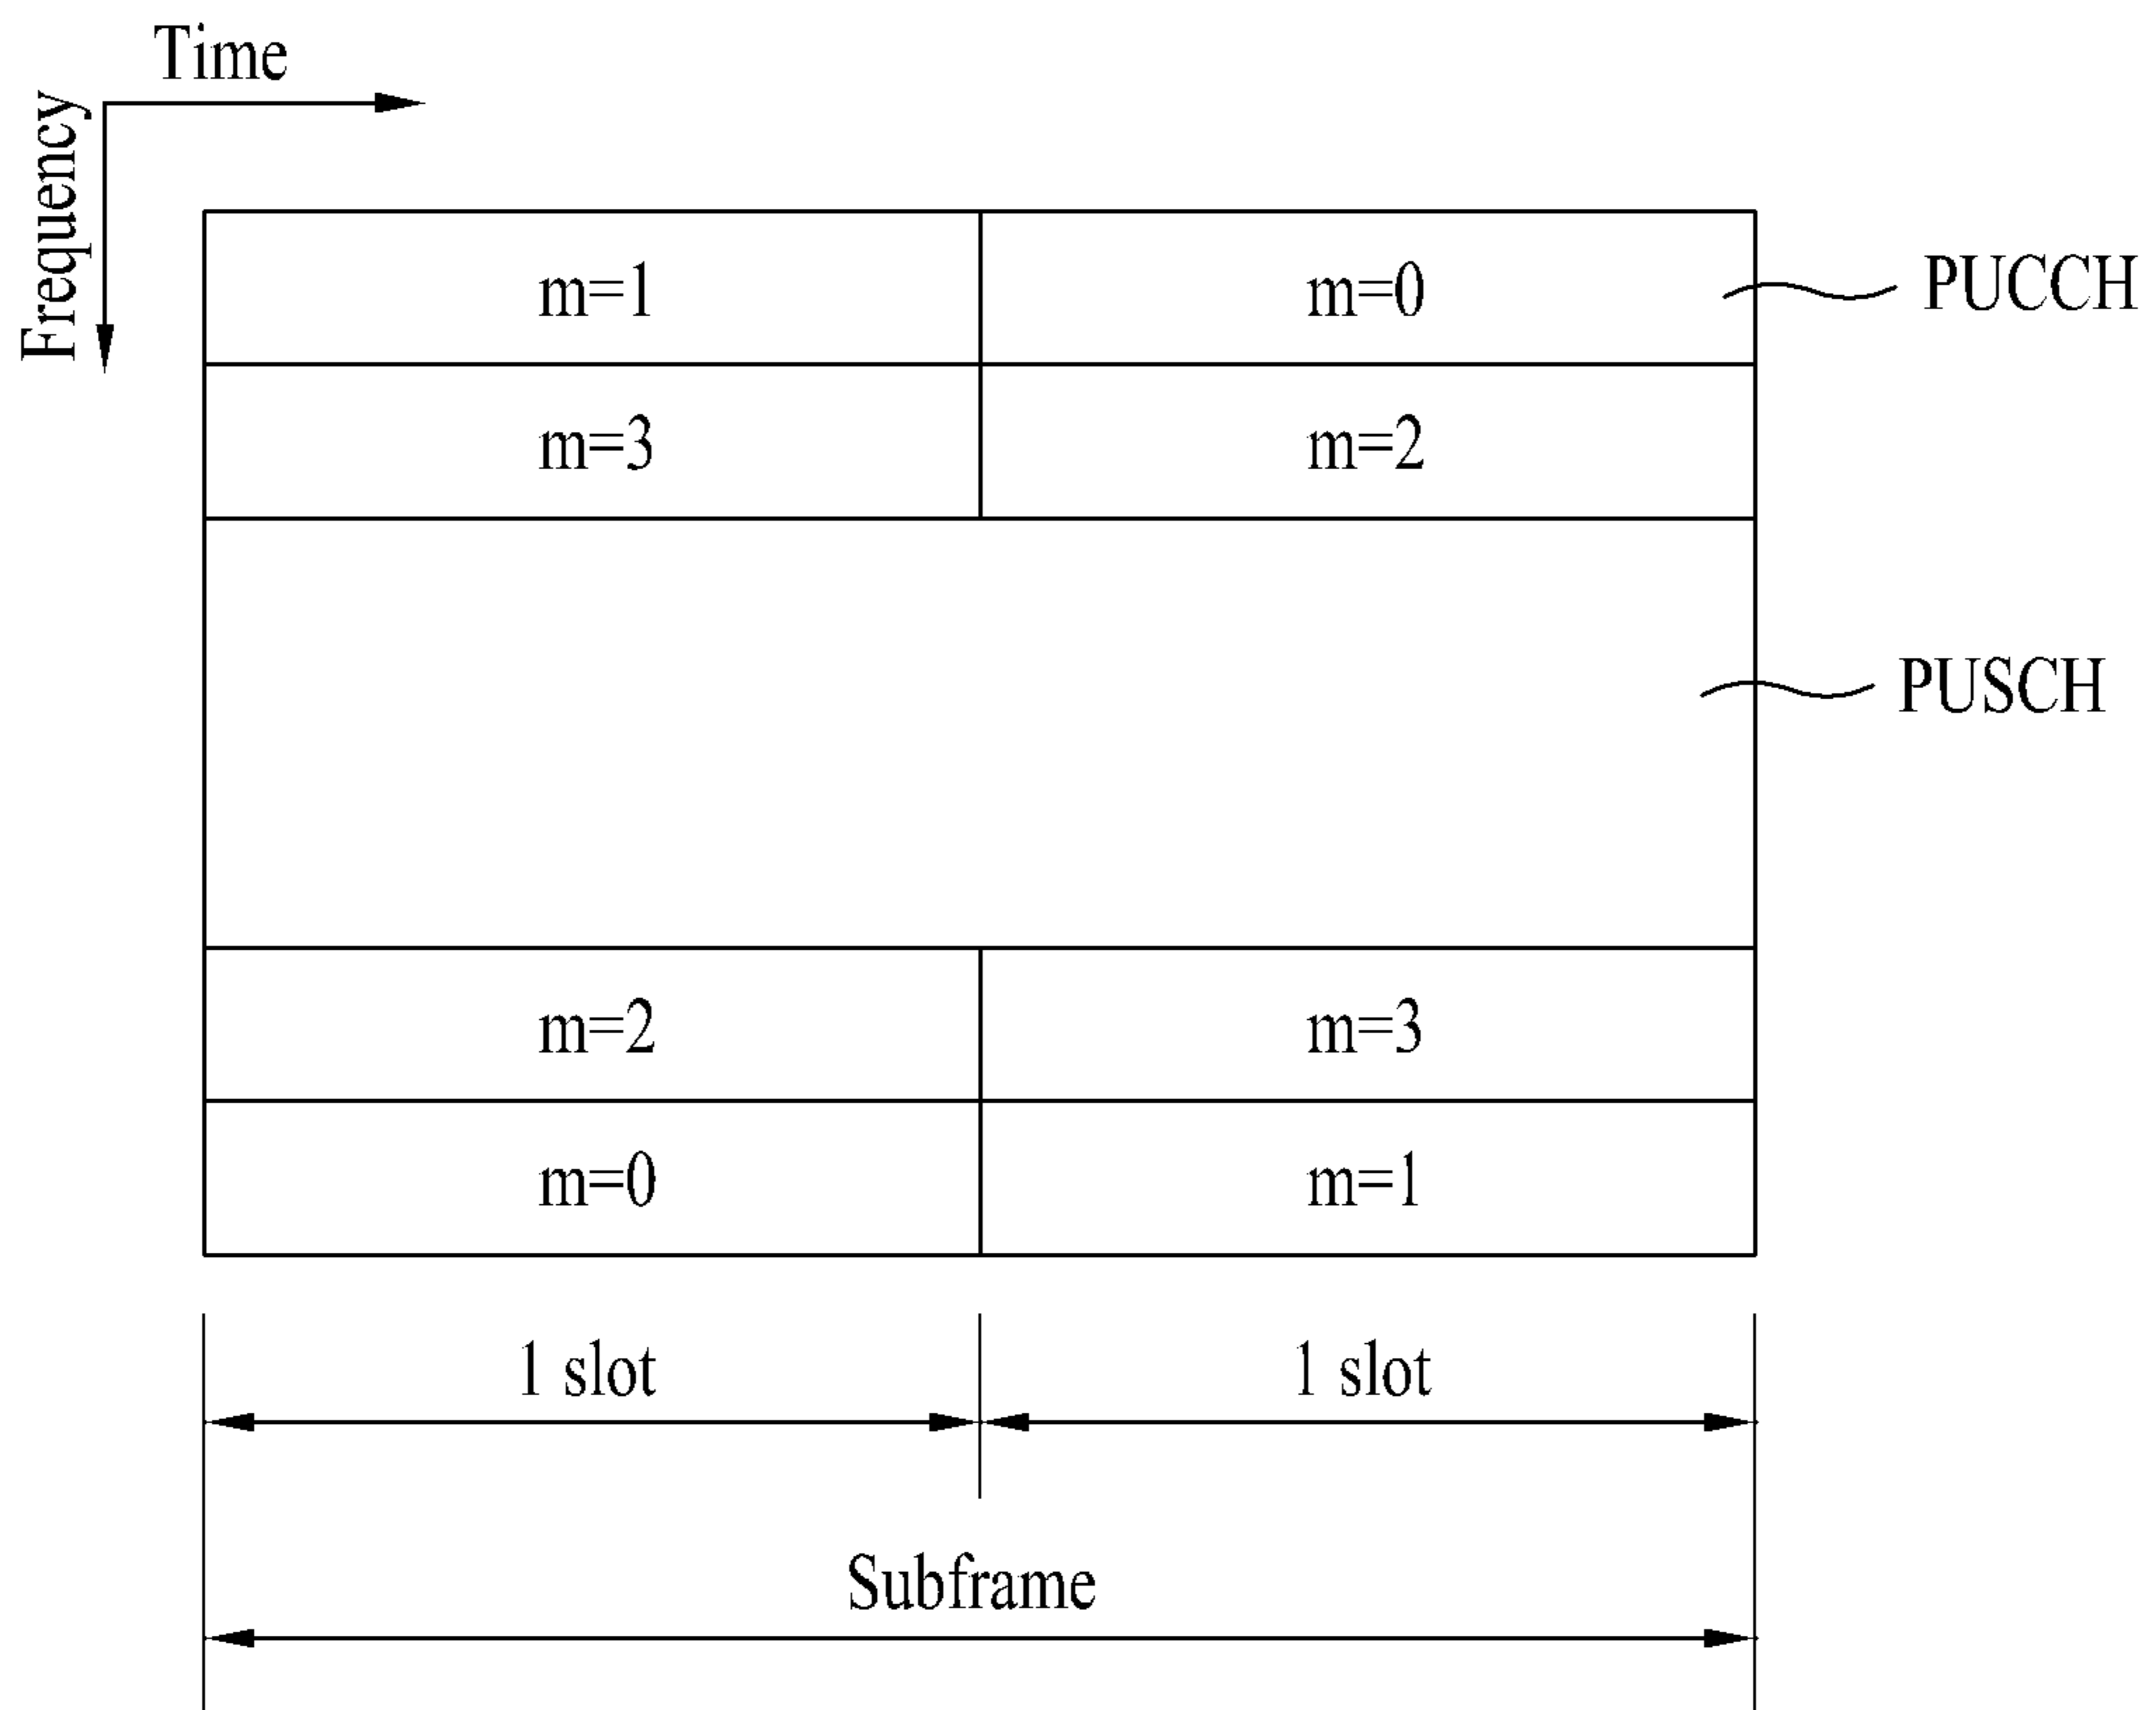 Time
Frequency
m=1 m=0 PUCCH
m=3 m=2
PUSCH
m=2 m=3
m=0 m=1
1 slot 1 slot
Subframe